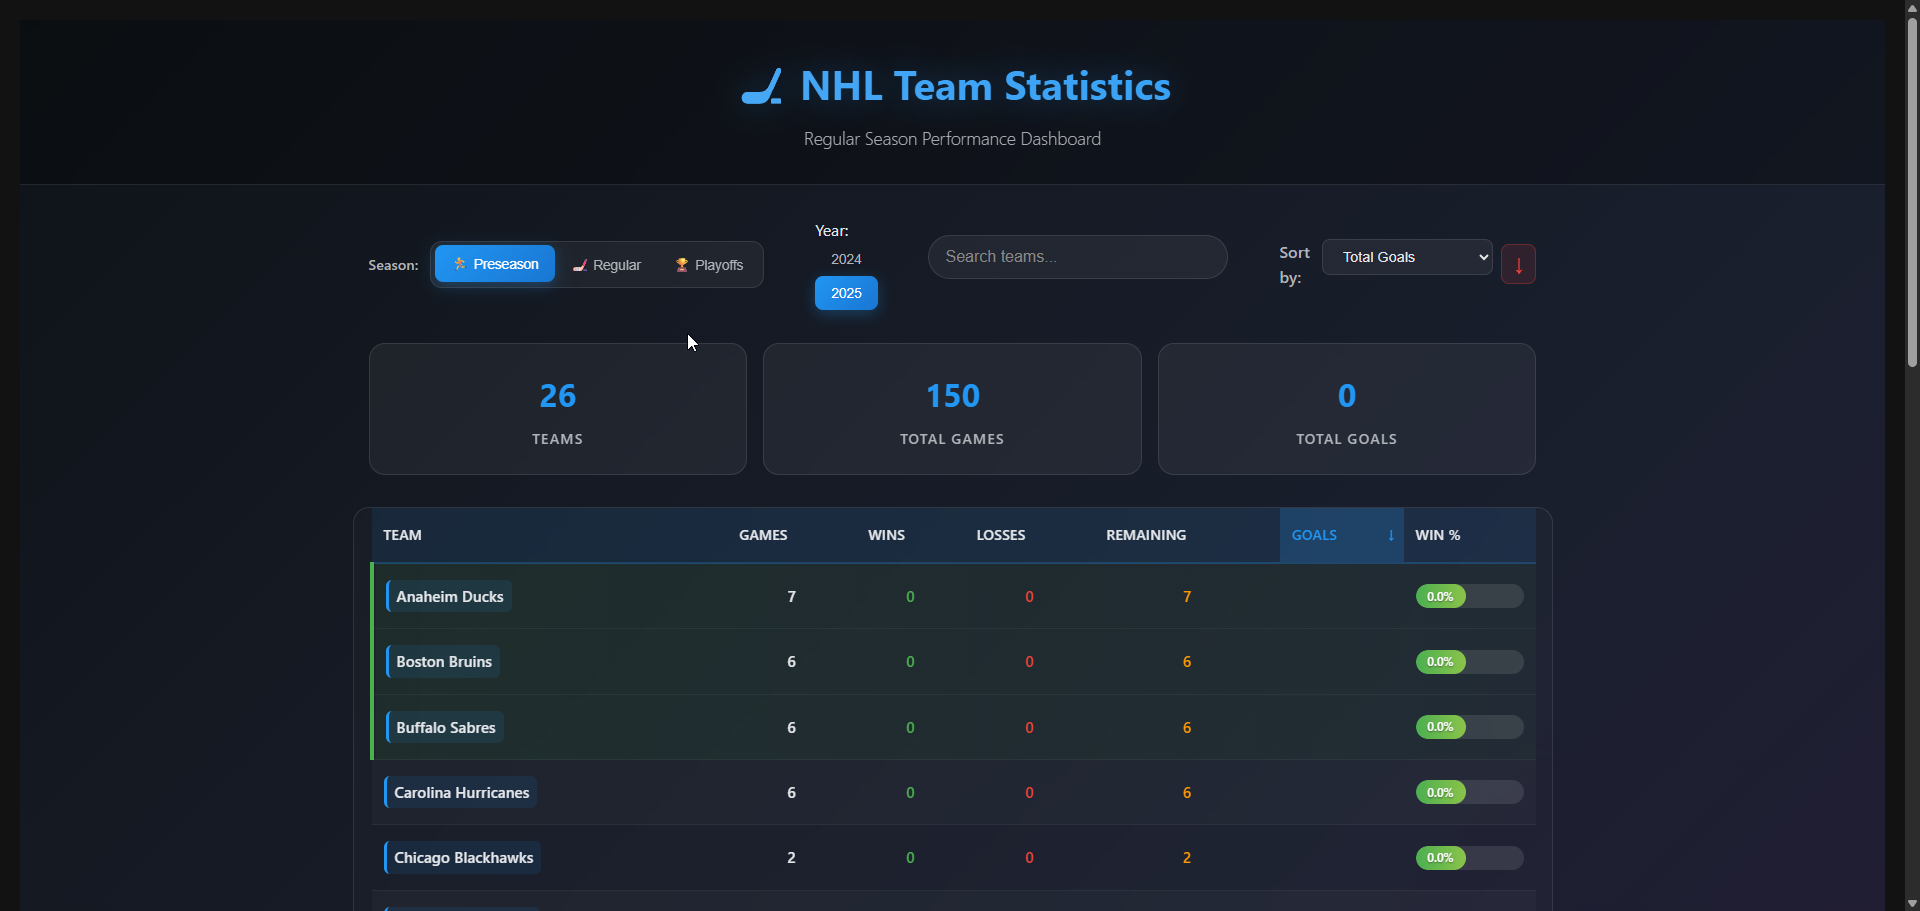 NHL Team Statistics
Regular Season Performance Dashboard
Season: Preseason Regular Playoffs
Year:
2024
2025
Search teams...
Sort by: Total Goals ↓
26
TEAMS
150
TOTAL GAMES
0
TOTAL GOALS
TEAM GAMES WINS LOSSES REMAINING GOALS ↓ WIN %
Anaheim Ducks 7 0 0 7 0.0%
Boston Bruins 6 0 0 6 0.0%
Buffalo Sabres 6 0 0 6 0.0%
Carolina Hurricanes 6 0 0 6 0.0%
Chicago Blackhawks 2 0 0 2 0.0%